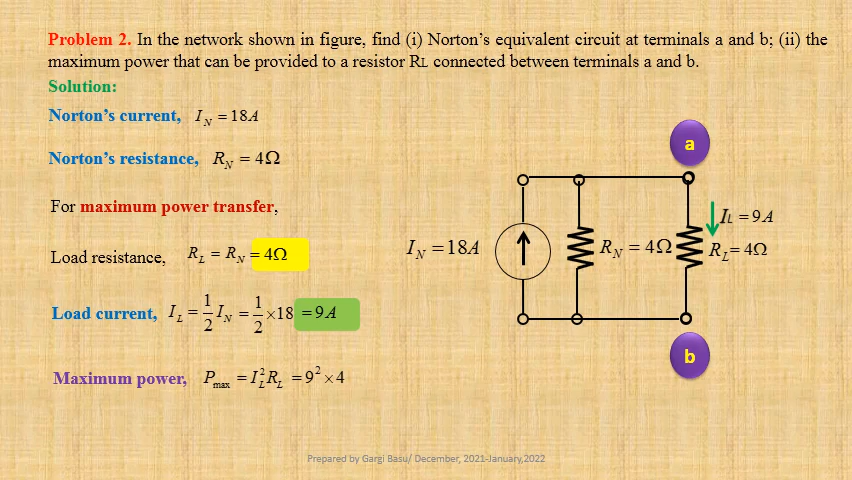 Problem 2. In the network shown in figure, find (i) Norton's equivalent circuit at terminals a and b; (ii) the
maximum power that can be provided to a resistor RL connected between terminals a and b.
Solution:
Norton's current, I_N = 18A
Norton's resistance, R_N = 4Ω
For maximum power transfer,
Load resistance, R_L = R_N = 4Ω
Load current, I_L = 1/2 I_N = 1/2 ×18 = 9A
Maximum power, P_max = I_L^2 R_L = 9^2 × 4
a
I_N = 18A
R_N = 4Ω
IL = 9A
R_L = 4Ω
b
Prepared by Gargi Basu/ December, 2021-January,2022